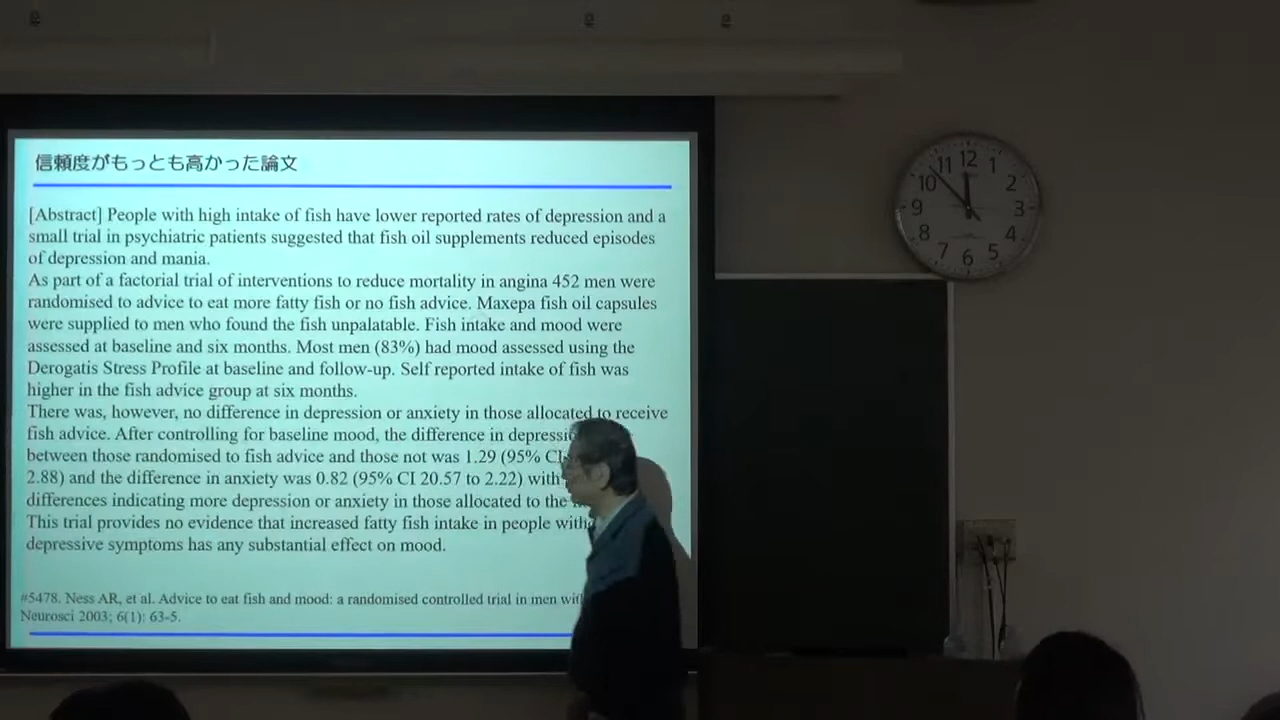 信頼度がもっとも高かった論文
[Abstract] People with high intake of fish have lower reported rates of depression and a
small trial in psychiatric patients suggested that fish oil supplements reduced episodes
of depression and mania.
As part of a factorial trial of interventions to reduce mortality in angina 452 men were
randomised to advice to eat more fatty fish or no fish advice. Maxepa fish oil capsules
were supplied to men who found the fish unpalatable. Fish intake and mood were
assessed at baseline and six months. Most men (83%) had mood assessed using the
Derogatis Stress Profile at baseline and follow-up. Self reported intake of fish was
higher in the fish advice group at six months.
There was, however, no difference in depression or anxiety in those allocated to receive
fish advice. After controlling for baseline mood, the difference in
between those randomised to fish advice and those not was 1.29 (95% CI
2.88) and the difference in anxiety was 0.82 (95% CI 20.57 to 2.22) with
differences indicating more depression or anxiety in those allocated to the
This trial provides no evidence that increased fatty fish intake in people
depressive symptoms has any substantial effect on mood.
#5478. Ness AR, et al. Advice to eat fish and mood: a randomised controlled trial in men
Neurosci 2003; 6(1): 63-5.
12
1
2
3
4
5
6
7
8
9
10
11